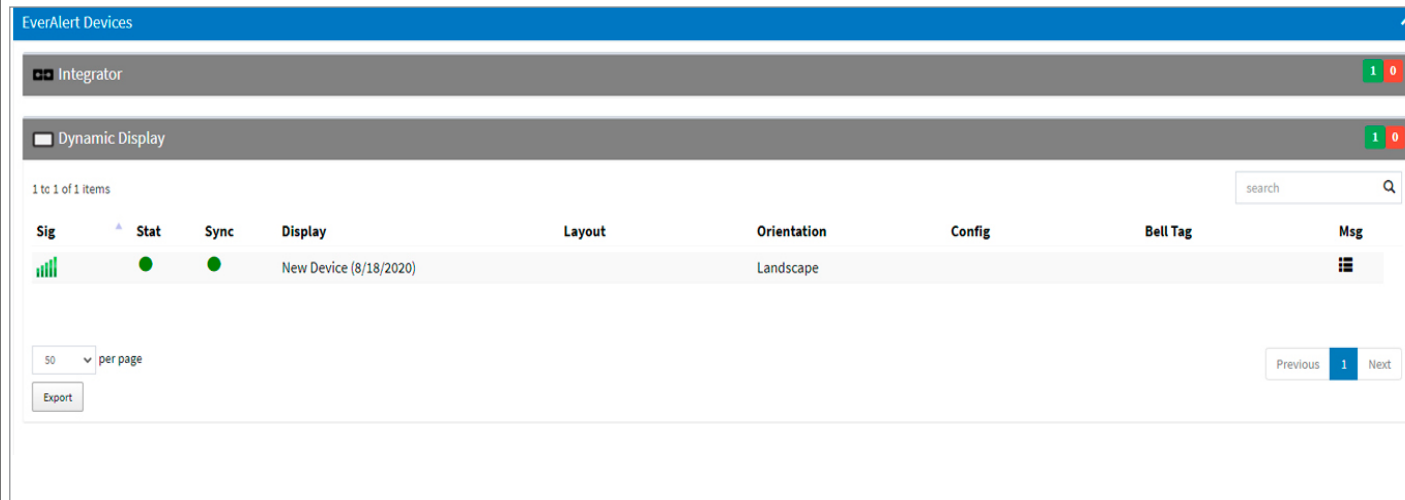 EverAlert Devices
Integrator 1 0
Dynamic Display 1 0
1 to 1 of 1 items search
Sig Stat Sync Display Layout Orientation Config Bell Tag Msg
New Device (8/18/2020) Landscape
50 per page Previous 1 Next
Export